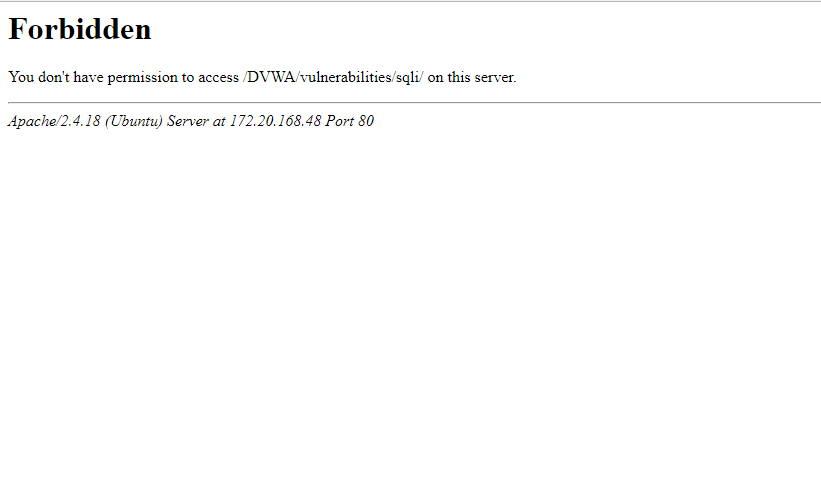 Forbidden
You don't have permission to access /DVWA/vulnerabilities/sqli/ on this server.
Apache/2.4.18 (Ubuntu) Server at 172.20.168.48 Port 80